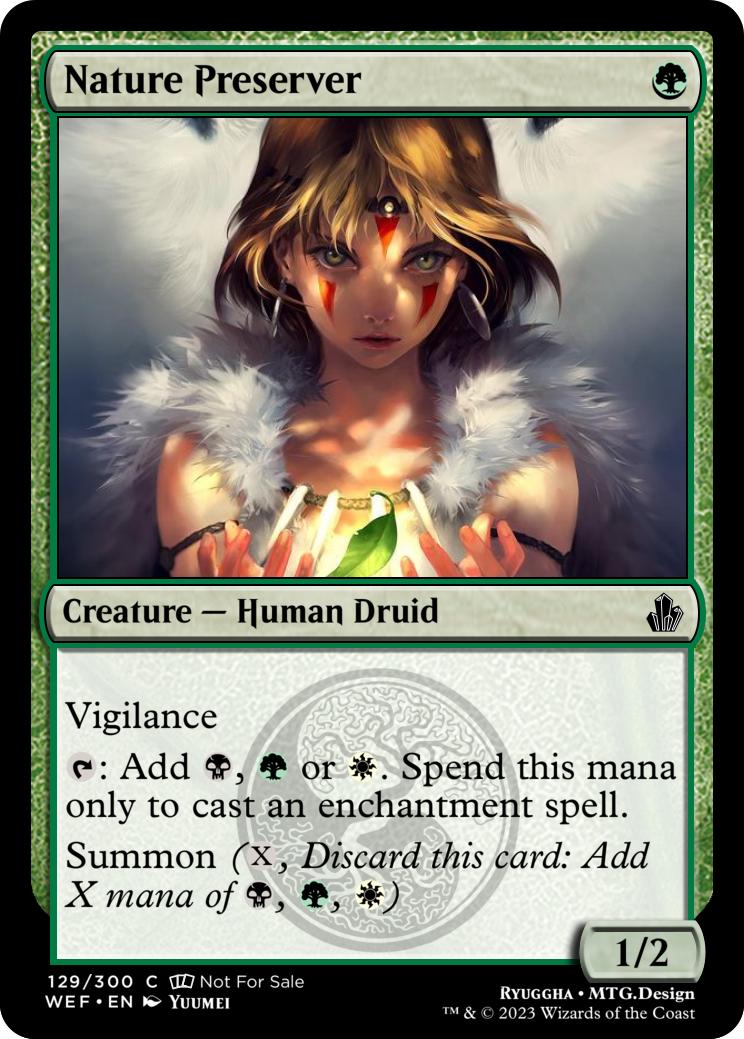 Nature Preserver
Creature — Human Druid
Vigilance
: Add , or . Spend this mana
only to cast an enchantment spell.
Summon (X, Discard this card: Add
X mana of , , )
1/2
129/300 C Not For Sale
WEF • EN Yuumei
Ryuggha • MTG.Design
™ & © 2023 Wizards of the Coast